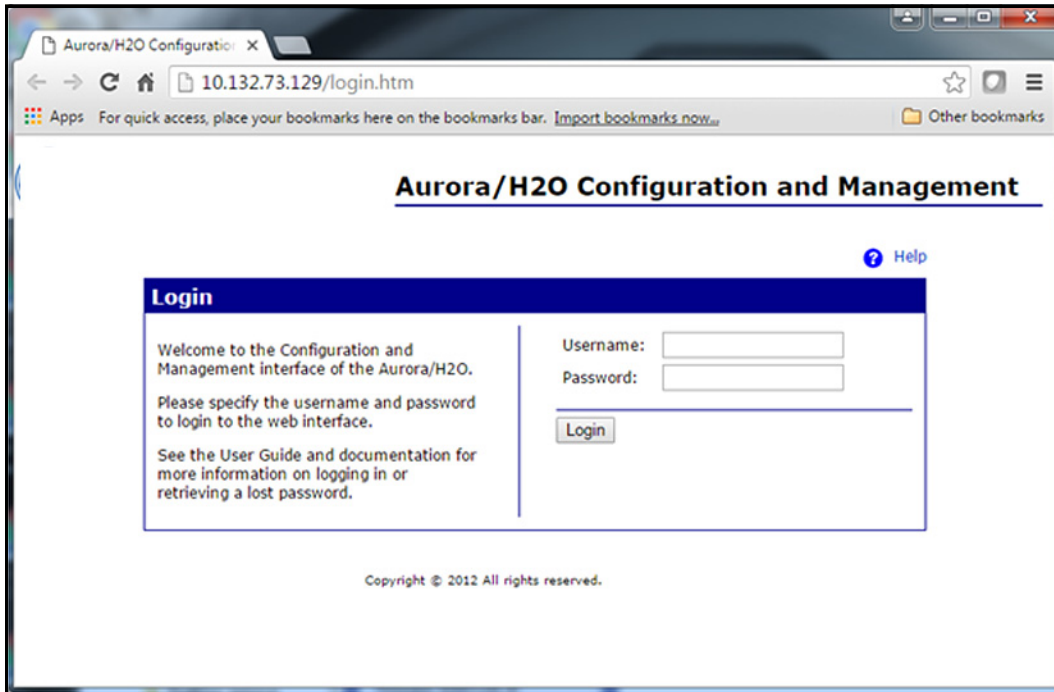 Aurora/H2O Configuration
10.132.73.129/login.htm
Apps For quick access, place your bookmarks here on the bookmarks bar. Import bookmarks now... Other bookmarks
Aurora/H2O Configuration and Management
? Help
Login
Welcome to the Configuration and
Management interface of the Aurora/H2O.
Please specify the username and password
to login to the web interface.
See the User Guide and documentation for
more information on logging in or
retrieving a lost password.
Username:
Password:
Login
Copyright © 2012 All rights reserved.